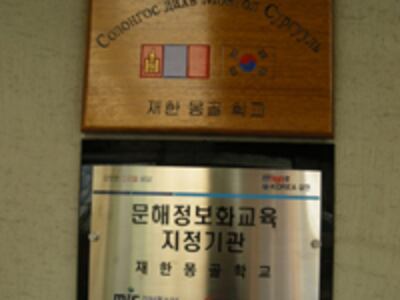 Солонгос дахь Монгол Сургууль
재한 몽골 학교
e-KOREA
문해정보화교육
지정기관
재한몽골학교